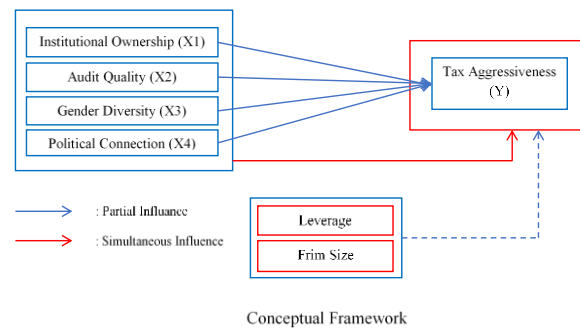 Institutional Ownership (X1)
Audit Quality (X2)
Gender Diversity (X3)
Political Connection (X4)
Tax Aggressiveness
(Y)
Leverage
Frim Size
: Partial Influance
: Simultaneous Influence
Conceptual Framework